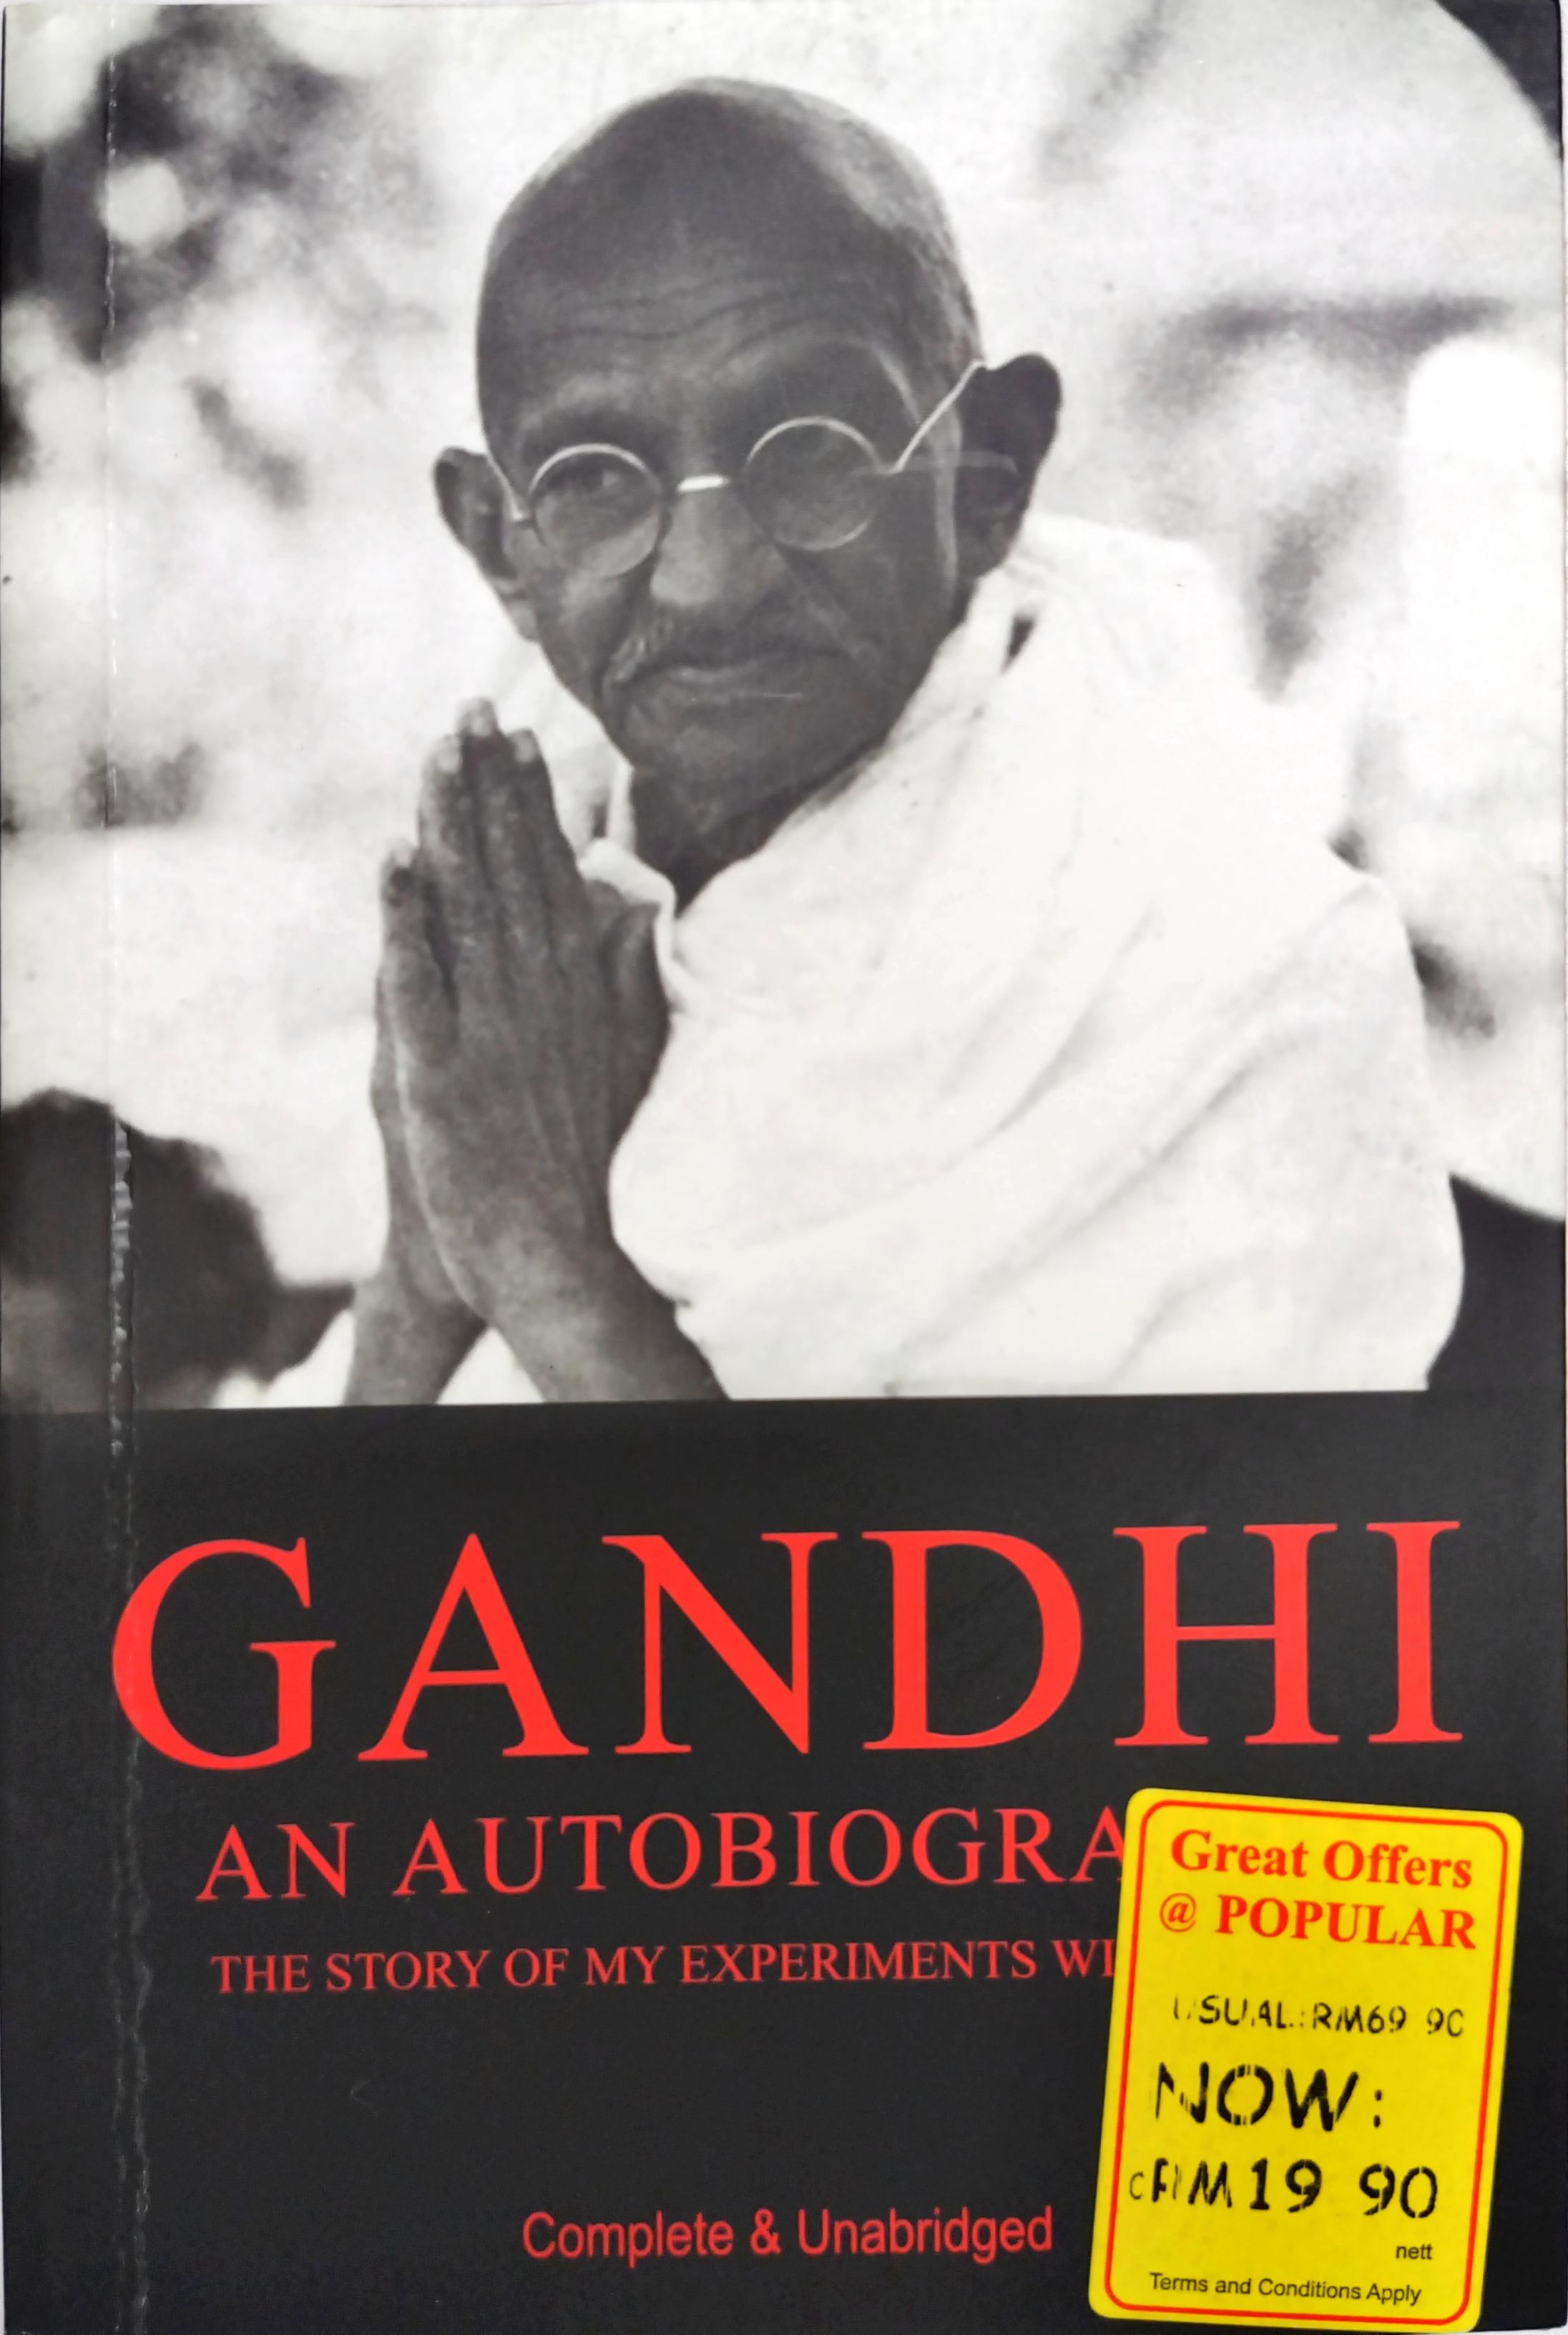 GANDHI
AN AUTOBIOGRA
THE STORY OF MY EXPERIMENTS WI
Complete & Unabridged
Great Offers
@ POPULAR
USUAL.:RM69 90
NOW:
RM19 90
nett
Terms and Conditions Apply